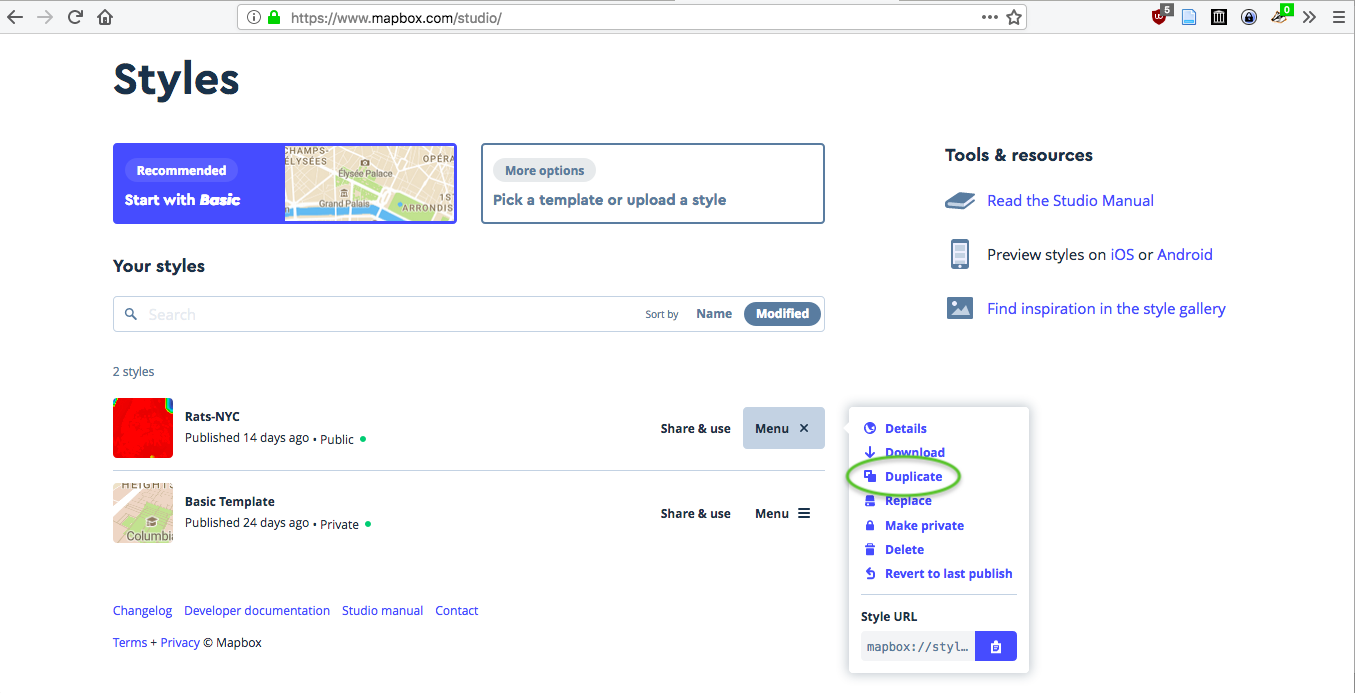 https://www.mapbox.com/studio/
5
0
Styles
Recommended
Start with Basic
CHAMPS-
ÉLYSÉES
OPÉRA
Élysée Palace
Grand Palais
1ST
ARRONDIS
More options
Pick a template or upload a style
Tools & resources
Read the Studio Manual
Preview styles on iOS or Android
Find inspiration in the style gallery
Your styles
Search
Sort by Name Modified
2 styles
Rats-NYC
Published 14 days ago • Public
Share & use
Menu ×
Basic Template
Published 24 days ago • Private
Share & use
Menu
HEIGHTS
Columbia
Details
Download
Duplicate
Replace
Make private
Delete
Revert to last publish
Style URL
mapbox://styl…
Changelog Developer documentation Studio manual Contact
Terms + Privacy © Mapbox